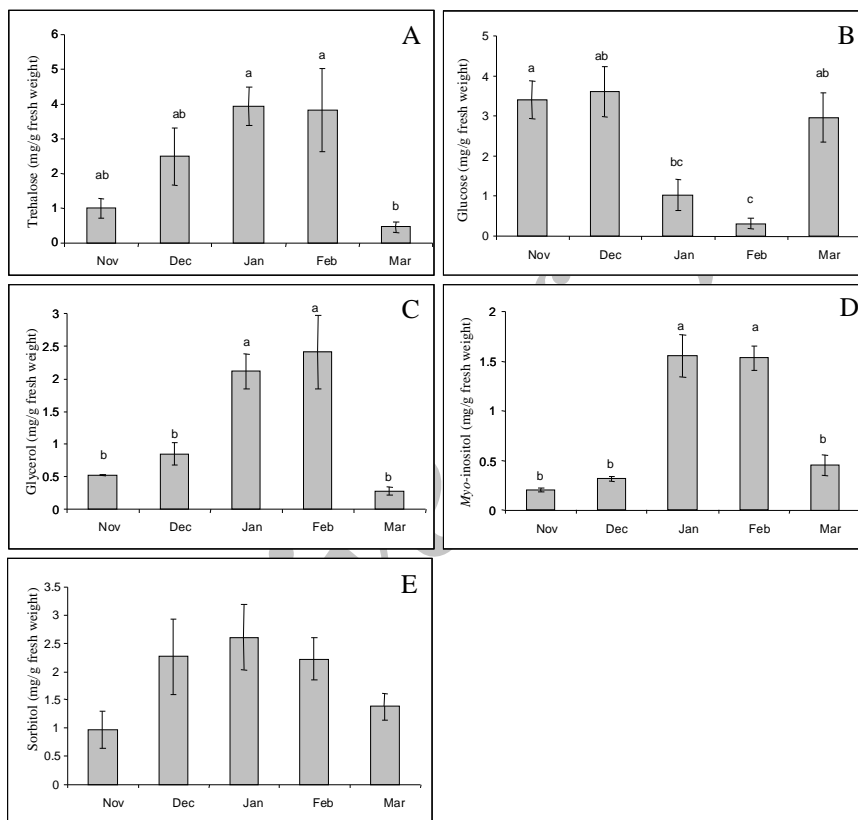 A
Trehalose (mg/g fresh weight)
6
5
4
3
2
1
0
ab
ab
a
a
b
Nov Dec Jan Feb Mar
B
Glucose (mg/g fresh weight)
5
4
3
2
1
0
a
ab
bc
c
ab
Nov Dec Jan Feb Mar
C
Glycerol (mg/g fresh weight)
3
2.5
2
1.5
1
0.5
0
b
b
a
a
b
Nov Dec Jan Feb Mar
D
Myo-inositol (mg/g fresh weight)
2
1.5
1
0.5
0
b
b
a
a
b
Nov Dec Jan Feb Mar
E
Sorbitol (mg/g fresh weight)
3.5
3
2.5
2
1.5
1
0.5
0
Nov Dec Jan Feb Mar